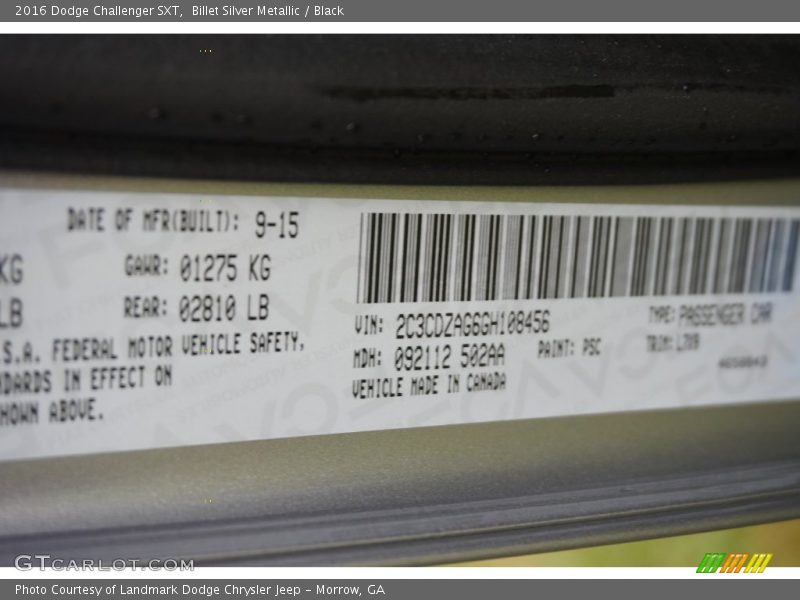 2016 Dodge Challenger SXT, Billet Silver Metallic / Black
DATE OF MFR(BUILT): 9-15
KG GAWR: 01275 KG
LB REAR: 02810 LB
.S.A. FEDERAL MOTOR VEHICLE SAFETY,
DARDS IN EFFECT ON
HOWN ABOVE.
VIN: 2C3CDZAG6GH108456 TYPE: PASSENGER CAR
MDH: 092112 502AA PAINT: PSC TRIM:
VEHICLE MADE IN CANADA
GTCARLOT.COM
Photo Courtesy of Landmark Dodge Chrysler Jeep – Morrow, GA